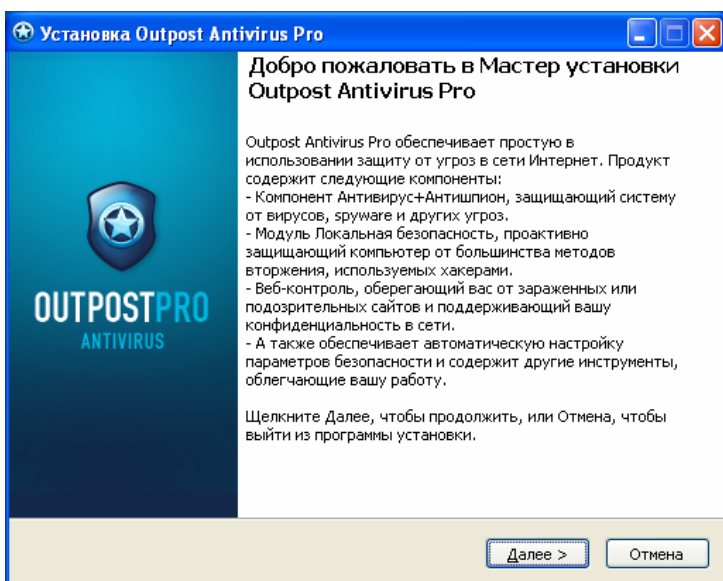 Установка Outpost Antivirus Pro
Добро пожаловать в Мастер установки
Outpost Antivirus Pro
Outpost Antivirus Pro обеспечивает простую в
использовании защиту от угроз в сети Интернет. Продукт
содержит следующие компоненты:
- Компонент Антивирус+Антишпион, защищающий систему
от вирусов, spyware и других угроз.
- Модуль Локальная безопасность, проактивно
защищающий компьютер от большинства методов
вторжения, используемых хакерами.
- Веб-контроль, оберегающий вас от зараженных или
подозрительных сайтов и поддерживающий вашу
конфиденциальность в сети.
- А также обеспечивает автоматическую настройку
параметров безопасности и содержит другие инструменты,
облегчающие вашу работу.
Щелкните Далее, чтобы продолжить, или Отмена, чтобы
выйти из программы установки.
OUTPOSTPRO
ANTIVIRUS
Далее >
Отмена